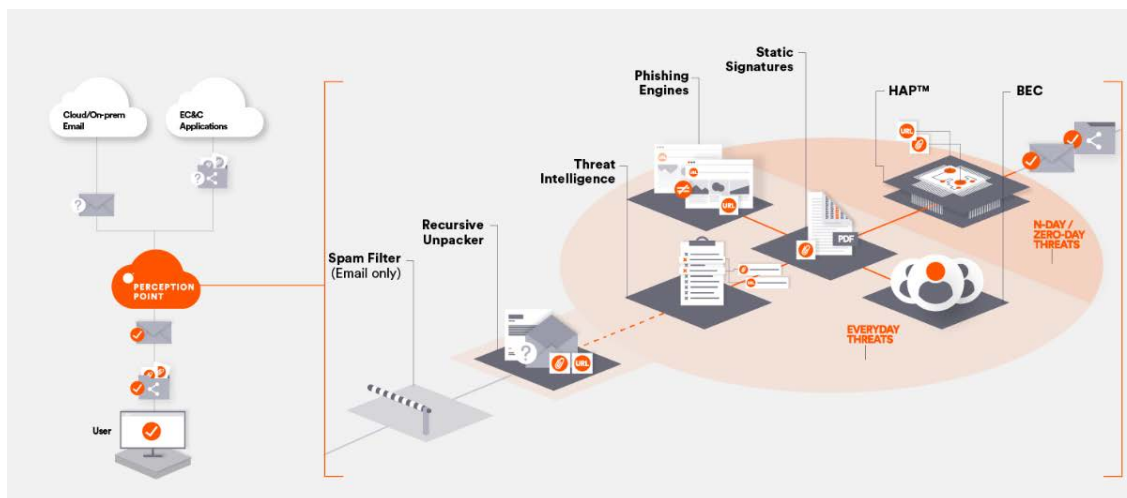 Cloud/On-prem
Email
EC&C
Applications
?
?
PERCEPTION
POINT
User
Spam Filter
(Email only)
Recursive
Unpacker
?
URL
Threat
Intelligence
Phishing
Engines
URL
Static
Signatures
PDF
HAP™
URL
BEC
N-DAY /
ZERO-DAY
THREATS
EVERYDAY
THREATS